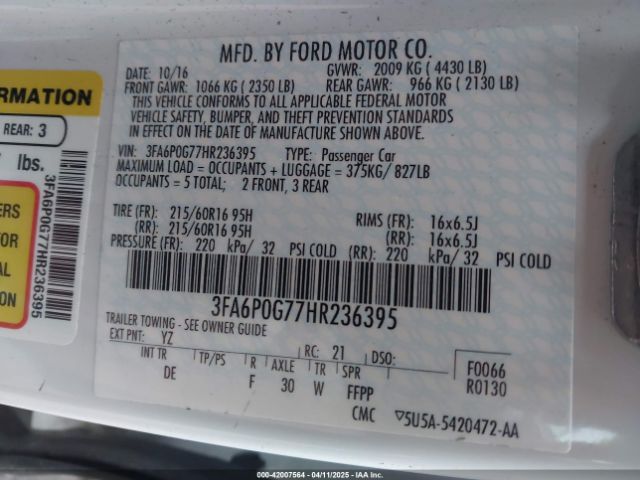 MFD. BY FORD MOTOR CO.
10/16 GVWR: 2009 KG ( 4430 LB)
FRONT GAWR: 1066 KG ( 2350 LB) REAR GAWR: 966 KG ( 2130 LB)
THIS VEHICLE CONFORMS TO ALL APPLICABLE FEDERAL MOTOR
VEHICLE SAFETY, BUMPER, AND THEFT PREVENTION STANDARDS
IN EFFECT ON THE DATE OF MANUFACTURE SHOWN ABOVE.
VIN: 3FA6P0G77HR236395 TYPE: Passenger Car
MAXIMUM LOAD = OCCUPANTS + LUGGAGE = 375KG/ 827LB
OCCUPANTS = 5 TOTAL; 2 FRONT, 3 REAR
TIRE (FR): 215/60R16 95H RIMS (FR): 16x6.5J
(RR): 215/60R16 95H (RR): 16x6.5J
PRESSURE (FR): 220 kPa/ 32 PSI COLD (RR): 220 kPa/ 32 PSI COLD
3FA6P0G77HR236395
TRAILER TOWING - SEE OWNER GUIDE
EXT PNT: YZ RC: 21 DSO: F0066
INT TR TP/PS R AXLE TR SPR R0130
DE F 30 W FFPP
CMC 5U5A-5420472-AA
ORMATION
REAR: 3
lbs.
3FA6P0G77HR236395
ERS
TOR
AL
ON
000-42007564 - 04/11/2025 - IAAI.com